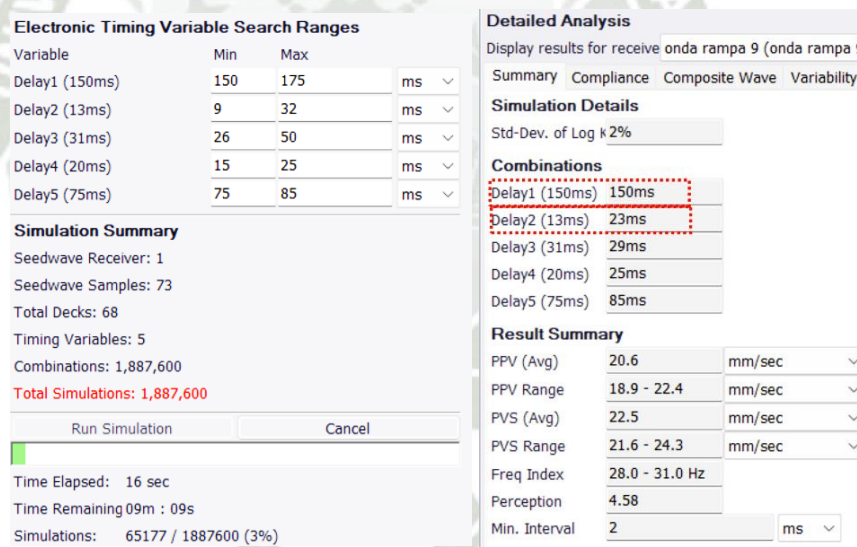 Electronic Timing Variable Search Ranges
Variable Min Max
Delay1 (150ms) 150 175 ms
Delay2 (13ms) 9 32 ms
Delay3 (31ms) 26 50 ms
Delay4 (20ms) 15 25 ms
Delay5 (75ms) 75 85 ms
Simulation Summary
Seedwave Receiver: 1
Seedwave Samples: 73
Total Decks: 68
Timing Variables: 5
Combinations: 1,887,600
Total Simulations: 1,887,600
Run Simulation Cancel
Time Elapsed: 16 sec
Time Remaining 09m : 09s
Simulations: 65177 / 1887600 (3%)
Detailed Analysis
Display results for receive onda rampa 9 (onda rampa 9
Summary Compliance Composite Wave Variability
Simulation Details
Std-Dev. of Log K 2%
Combinations
Delay1 (150ms) 150ms
Delay2 (13ms) 23ms
Delay3 (31ms) 29ms
Delay4 (20ms) 25ms
Delay5 (75ms) 85ms
Result Summary
PPV (Avg) 20.6 mm/sec
PPV Range 18.9 - 22.4 mm/sec
PVS (Avg) 22.5 mm/sec
PVS Range 21.6 - 24.3 mm/sec
Freq Index 28.0 - 31.0 Hz
Perception 4.58
Min. Interval 2 ms